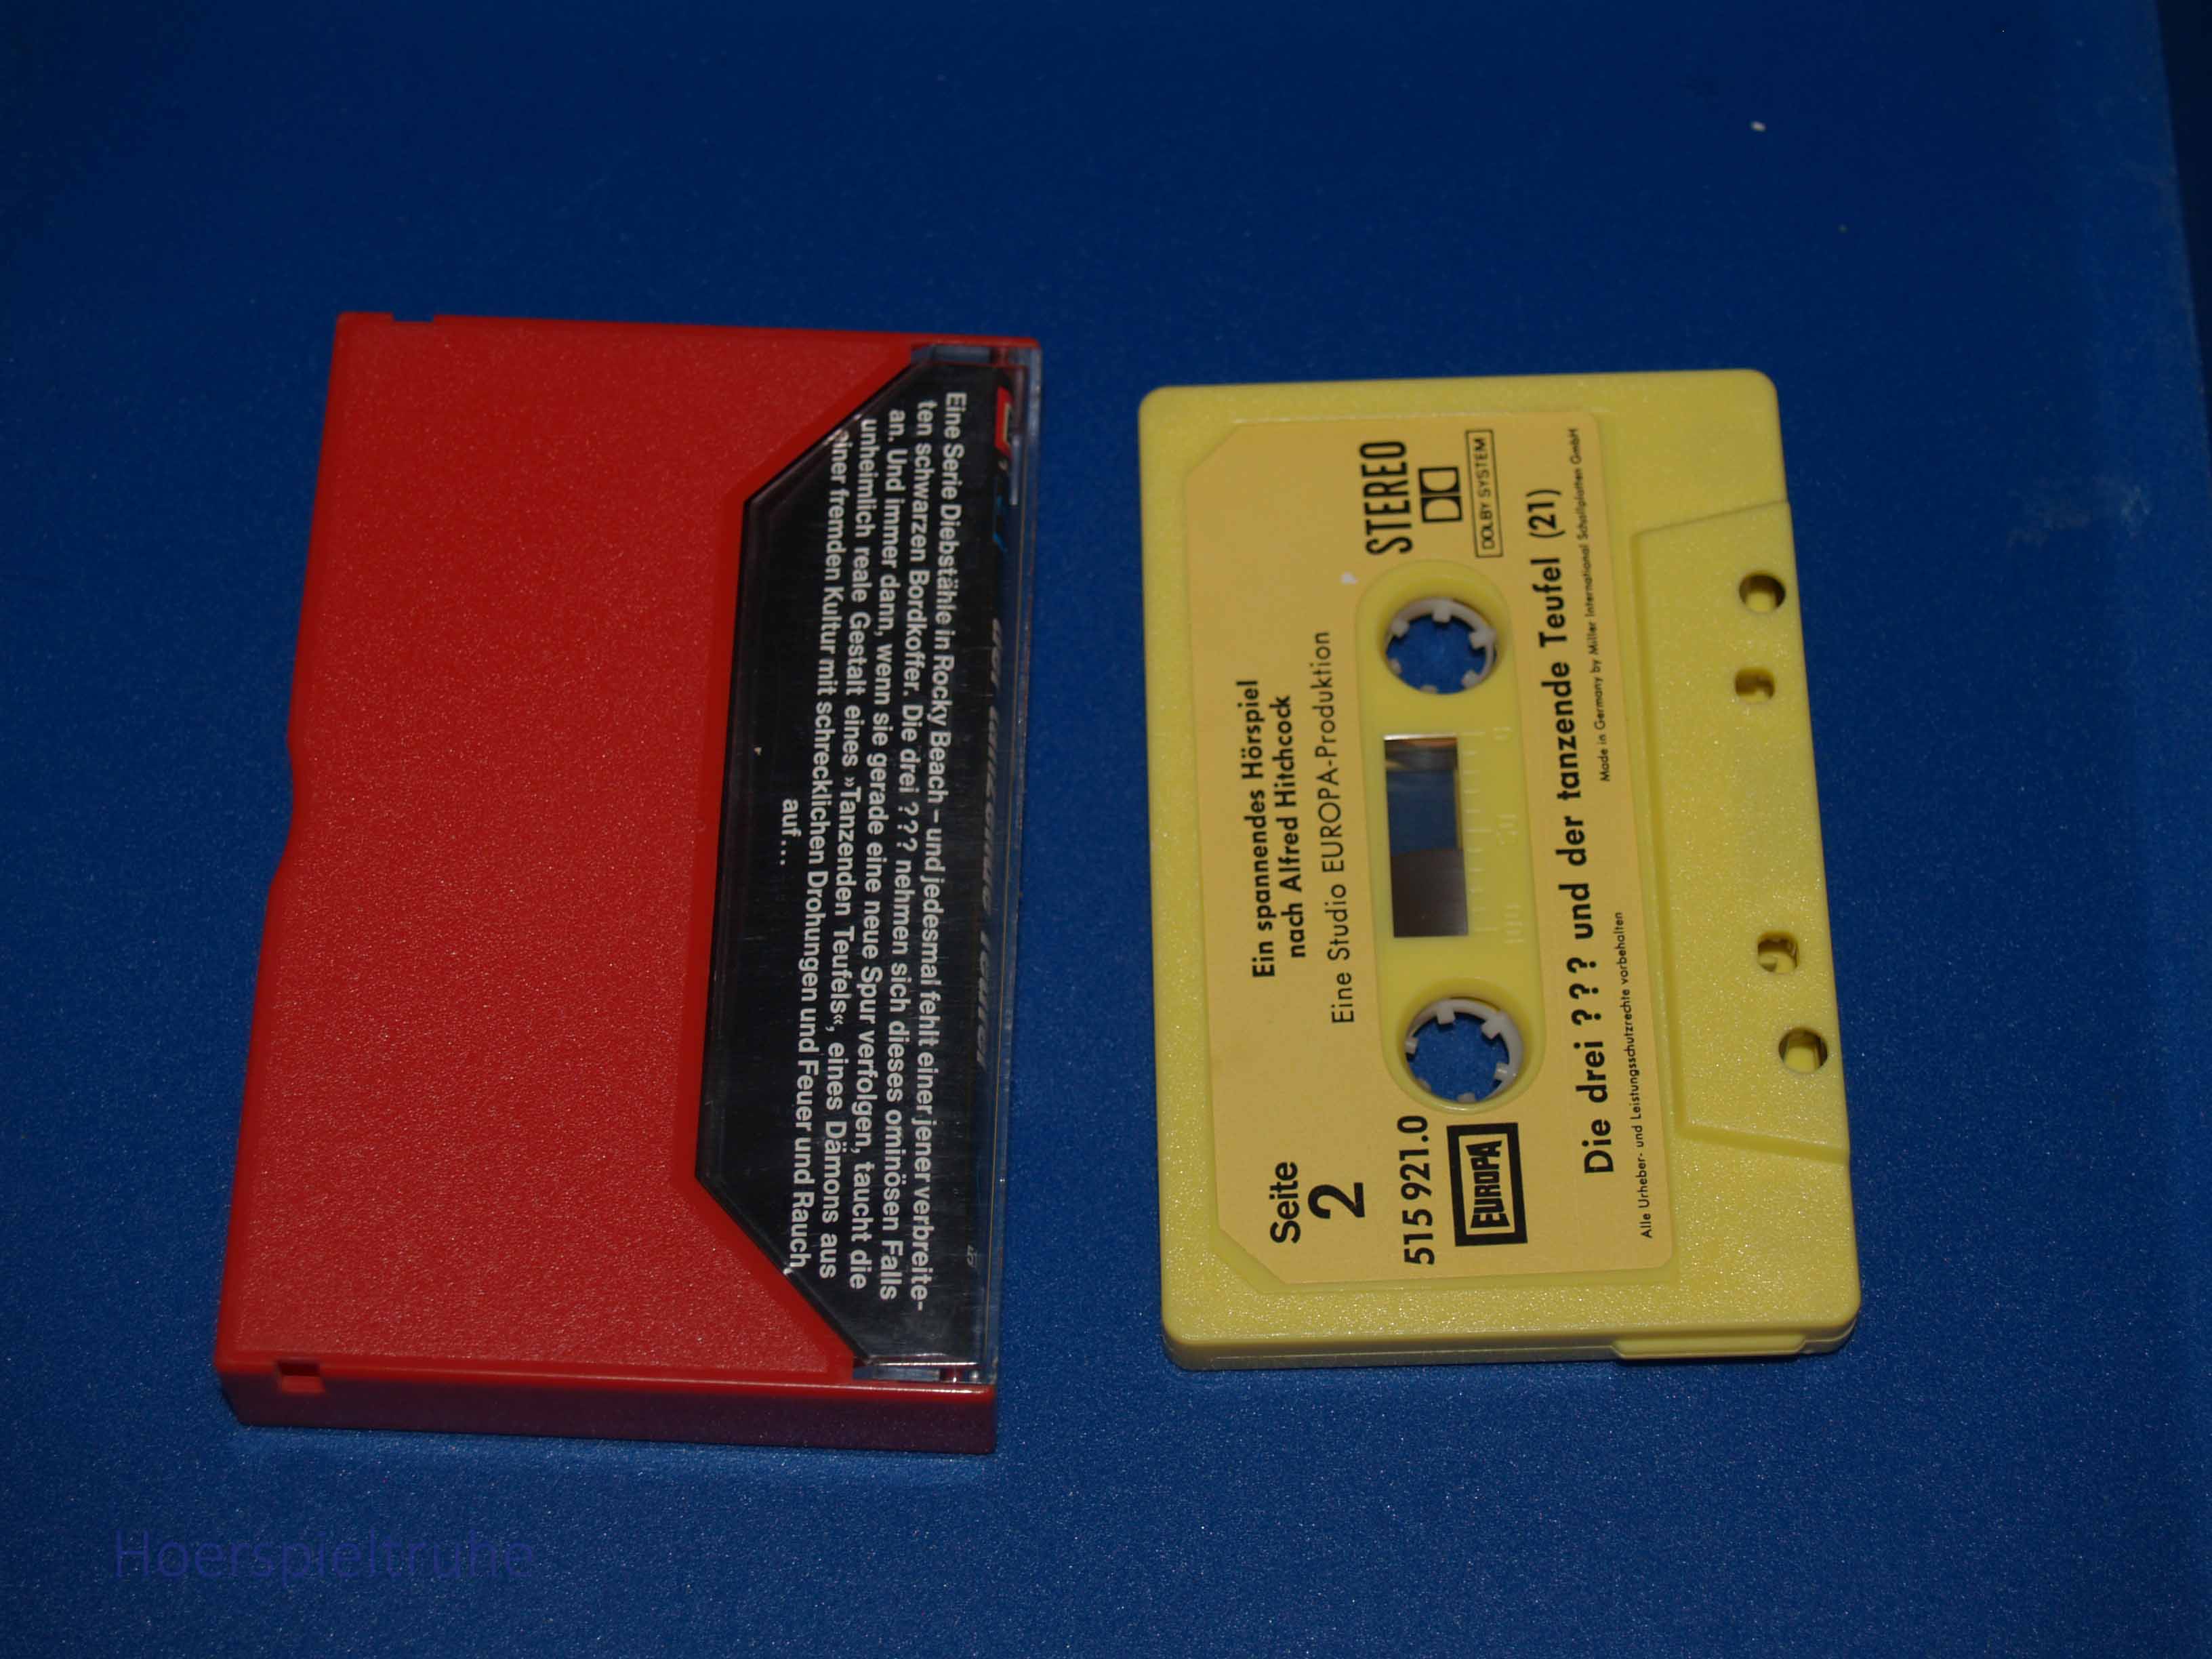 Eine Serie Diebstähle in Rocky Beach – und jedesmal fehlt einer jener verbreite-
ten schwarzen Bordkoffer. Die drei ??? nehmen sich dieses ominösen Falls
an. Und immer dann, wenn sie gerade eine neue Spur verfolgen, taucht die
unheimlich reale Gestalt eines »Tanzenden Teufels«, eines Dämons aus
einer fremden Kultur mit schrecklichen Drohungen und Feuer und Rauch,
auf...
Ein spannendes Hörspiel
nach Alfred Hitchcock
Eine Studio EUROPA-Produktion
Seite
2
515 921.0
EUROPA
STEREO
DOLBY SYSTEM
Die drei ? ? ? und der tanzende Teufel (21)
Alle Urheber- und Leistungsschutzrechte vorbehalten
Made in Germany by Miller International Schallplatten GmbH
Hoerspieltruhe